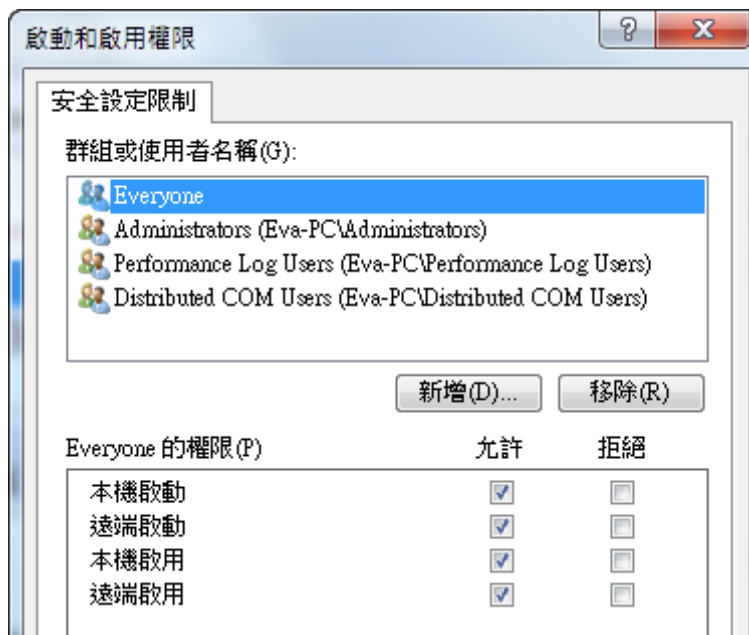 啟動和啟用權限
安全設定限制
群組或使用者名稱(G):
Everyone
Administrators (Eva-PC\Administrators)
Performance Log Users (Eva-PC\Performance Log Users)
Distributed COM Users (Eva-PC\Distributed COM Users)
新增(D)... 移除(R)
Everyone 的權限(P) 允許 拒絕
本機啟動
遠端啟動
本機啟用
遠端啟用